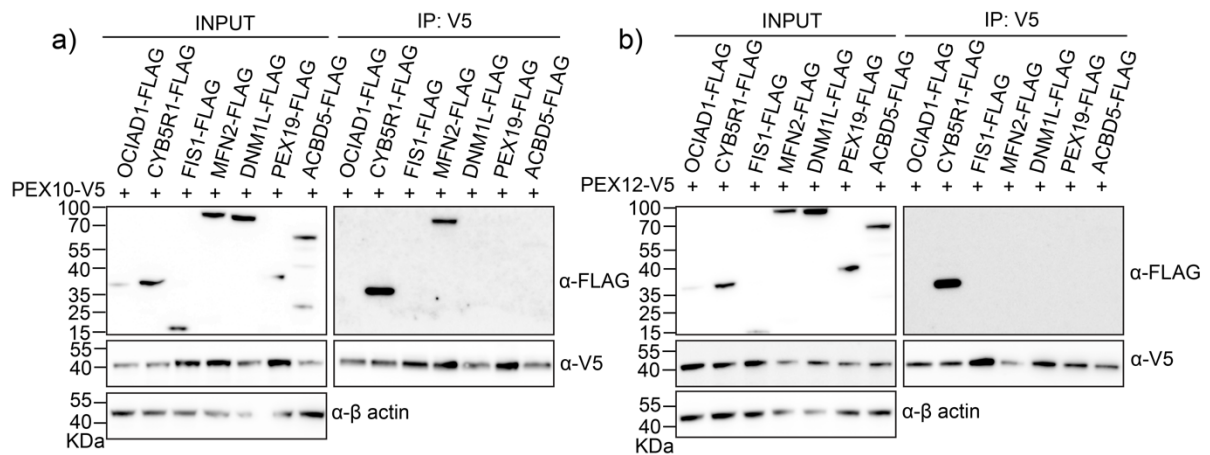 a)
INPUT
IP: V5
OCIAD1-FLAG
CYB5R1-FLAG
FIS1-FLAG
MFN2-FLAG
DNM1L-FLAG
PEX19-FLAG
ACBD5-FLAG
OCIAD1-FLAG
CYB5R1-FLAG
FIS1-FLAG
MFN2-FLAG
DNM1L-FLAG
PEX19-FLAG
ACBD5-FLAG
PEX10-V5 + + + + + + + + + + + + + +
100
70
55
40
35
25
15
α-FLAG
55
40
α-V5
55
40
α-β actin
KDa
b)
INPUT
IP: V5
OCIAD1-FLAG
CYB5R1-FLAG
FIS1-FLAG
MFN2-FLAG
DNM1L-FLAG
PEX19-FLAG
ACBD5-FLAG
OCIAD1-FLAG
CYB5R1-FLAG
FIS1-FLAG
MFN2-FLAG
DNM1L-FLAG
PEX19-FLAG
ACBD5-FLAG
PEX12-V5 + + + + + + + + + + + + + +
100
70
55
40
35
25
15
α-FLAG
55
40
α-V5
55
40
α-β actin
KDa